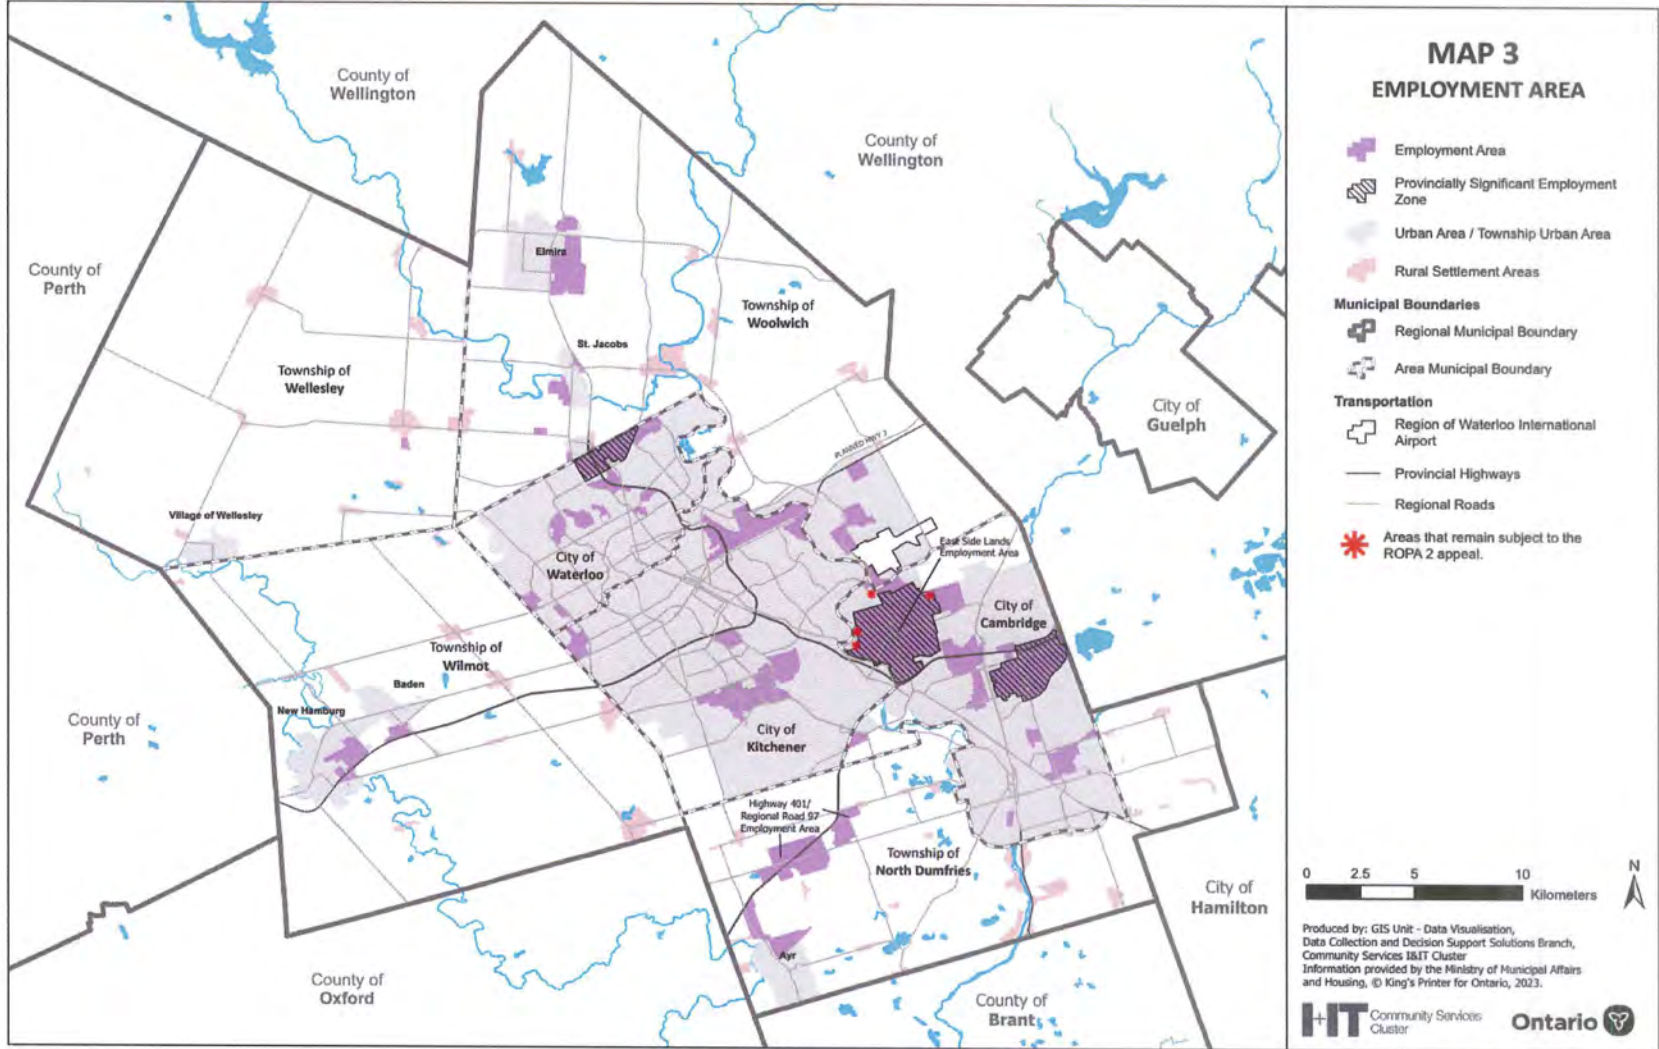 County of
Wellington
County of
Wellington
County of
Perth
Elmira
Township of
Woolwich
St. Jacobs
Township of
Wellesley
City of
Guelph
PLANNED HWY 7
Village of Wellesley
East Side Lands
Employment Area
City of
Waterloo
City of
Cambridge
Township of
Wilmot
Baden
New Hamburg
County of
Perth
City of
Kitchener
Highway 401/
Regional Road 97
Employment Area
Township of
North Dumfries
City of
Hamilton
Ayr
County of
Oxford
County of
Brant
MAP 3
EMPLOYMENT AREA
Employment Area
Provincially Significant Employment
Zone
Urban Area / Township Urban Area
Rural Settlement Areas
Municipal Boundaries
Regional Municipal Boundary
Area Municipal Boundary
Transportation
Region of Waterloo International
Airport
Provincial Highways
Regional Roads
Areas that remain subject to the
ROPA 2 appeal.
0 2.5 5 10
Kilometers
N
Produced by: GIS Unit - Data Visualisation,
Data Collection and Decision Support Solutions Branch,
Community Services I&IT Cluster
Information provided by the Ministry of Municipal Affairs
and Housing, © King's Printer for Ontario, 2023.
I+IT Community Services
Cluster
Ontario